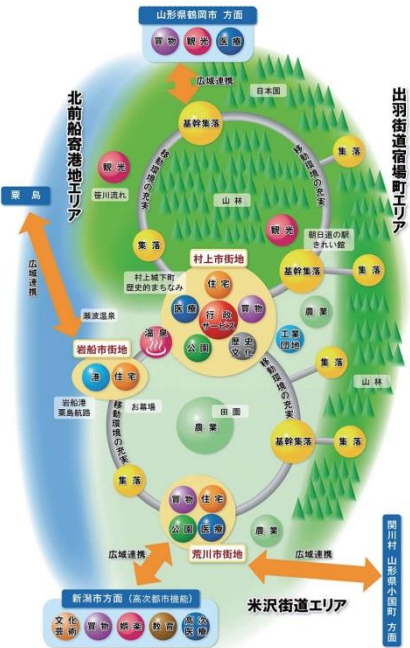 山形県鶴岡市 方面
買物
観光
医療
広域連携
日本国
北前船寄港地エリア
出羽街道宿場町エリア
基幹集落
移動環境の充実
移動環境の充実
集落
観光
笹川流れ
山林
粟島
広域連携
観光
朝日道の駅
きれい館
集落
村上市街地
基幹集落
集落
村上城下町
歴史的まちなみ
住宅
医療
行政
サービス
買物
公園
歴史
文化
農業
工業
団地
瀬波温泉
温泉
岩船市街地
港
住宅
集落
山林
岩船港
粟島航路
お幕場
移動環境の充実
移動環境の充実
田園
農業
基幹集落
集落
集落
買物
住宅
公園
医療
農業
荒川市街地
広域連携
広域連携
関川村 山形県小国町 方面
新潟市方面(高次都市機能)
文化
芸術
買物
娯楽
教育
高次
医療
米沢街道エリア